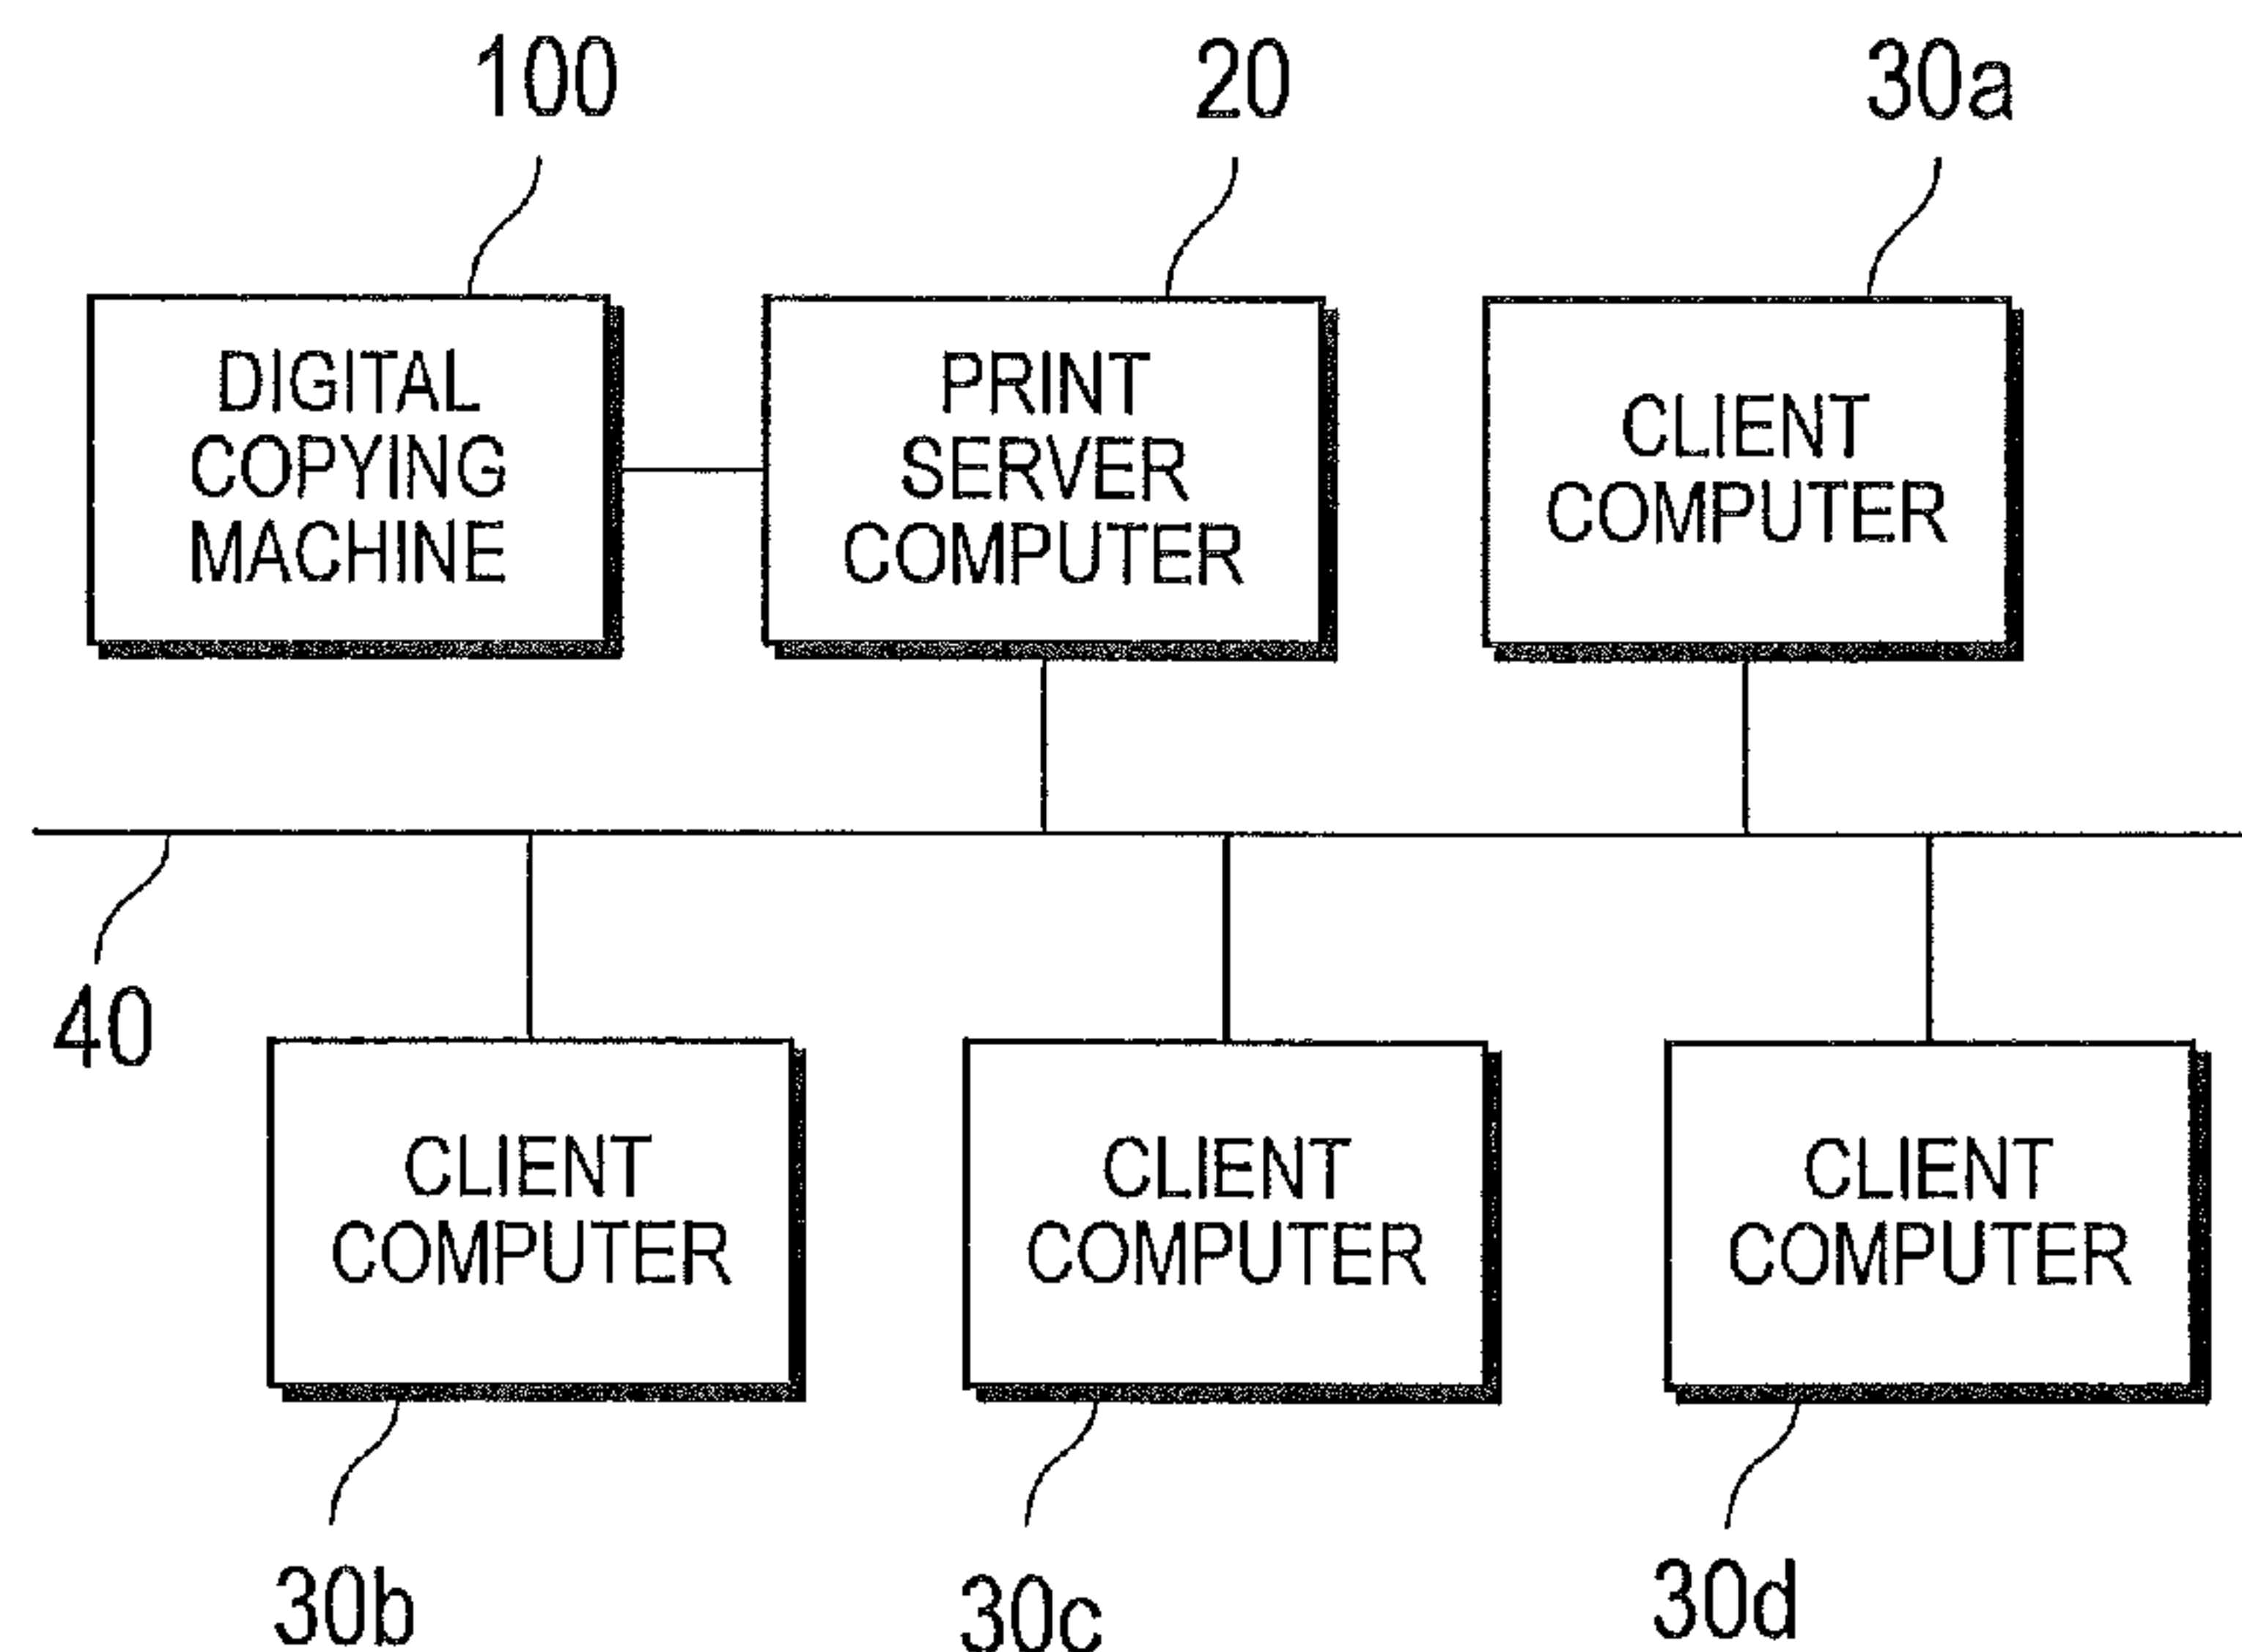 100
20
30a
DIGITAL
COPYING
MACHINE
PRINT
SERVER
COMPUTER
CLIENT
COMPUTER
40
CLIENT
COMPUTER
CLIENT
COMPUTER
CLIENT
COMPUTER
30b
30c
30d